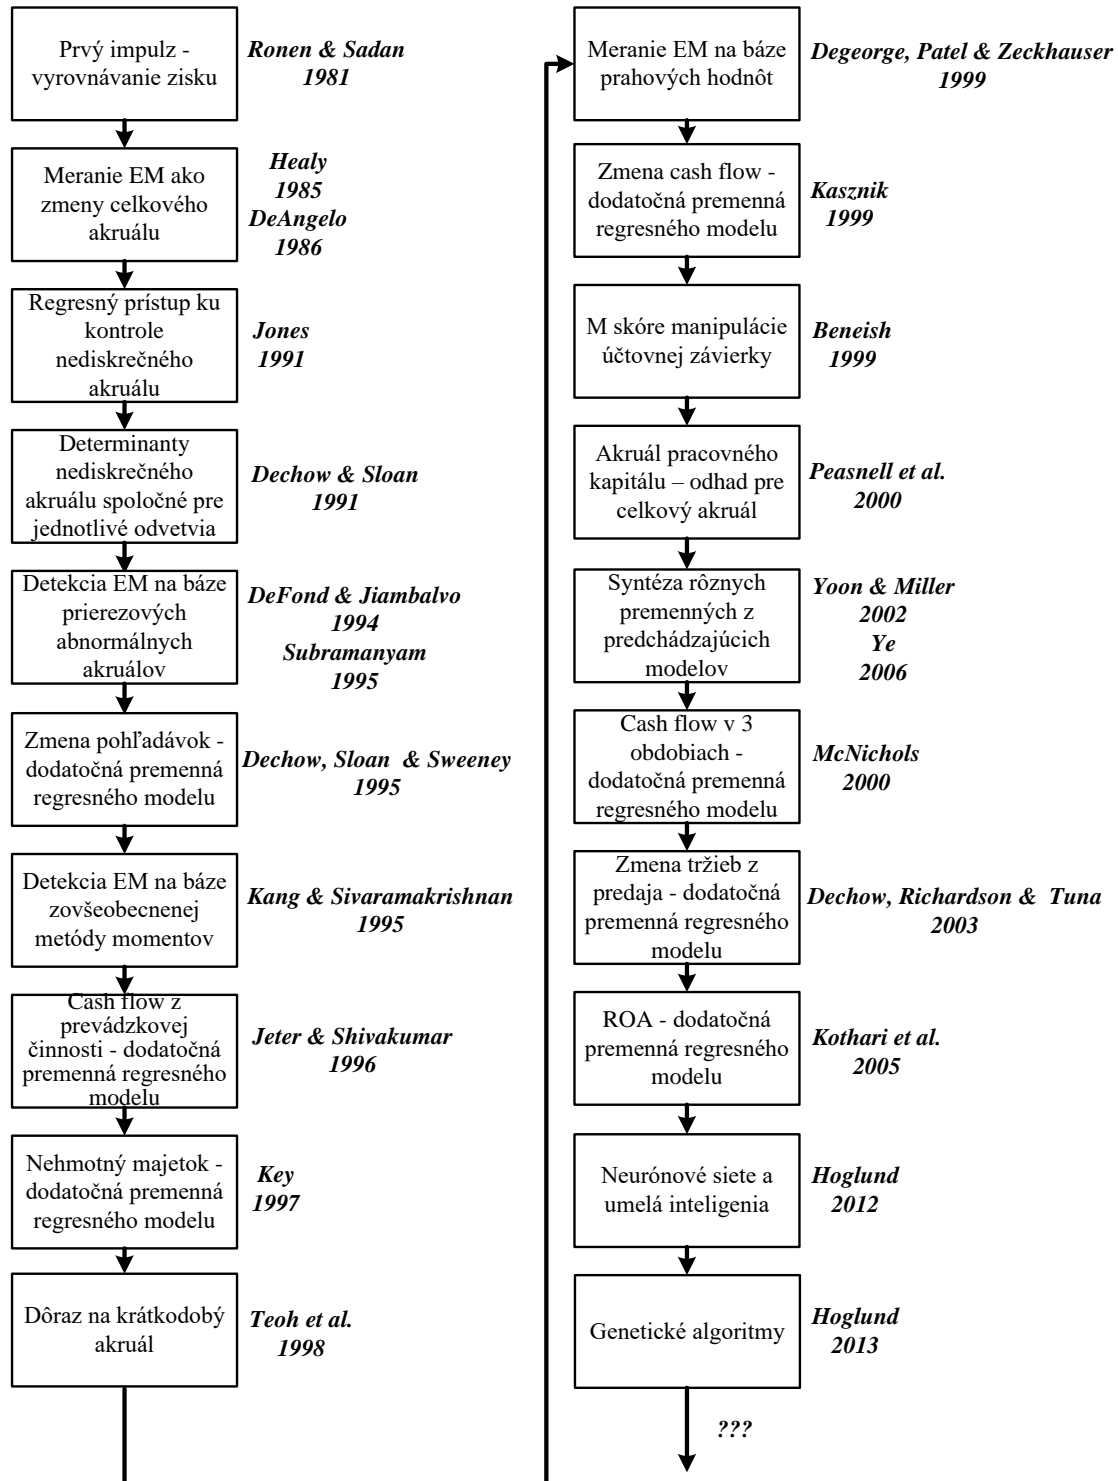 Prvý impulz -
vyrovnávanie zisku
Ronen & Sadan
1981
Meranie EM ako
zmeny celkového
akruálu
Healy
1985
DeAngelo
1986
Regresný prístup ku
kontrole
nediskrečného
akruálu
Jones
1991
Determinanty
nediskrečného
akruálu spoločné pre
jednotlivé odvetvia
Dechow & Sloan
1991
Detekcia EM na báze
prierezových
abnormálnych
akruálov
DeFond & Jiambalvo
1994
Subramanyam
1995
Zmena pohľadávok -
dodatočná premenná
regresného modelu
Dechow, Sloan & Sweeney
1995
Detekcia EM na báze
zovšeobecnenej
metódy momentov
Kang & Sivaramakrishnan
1995
Cash flow z
prevádzkovej
činnosti - dodatočná
premenná regresného
modelu
Jeter & Shivakumar
1996
Nehmotný majetok -
dodatočná premenná
regresného modelu
Key
1997
Dôraz na krátkodobý
akruál
Teoh et al.
1998
Meranie EM na báze
prahových hodnôt
Degeorge, Patel & Zeckhauser
1999
Zmena cash flow -
dodatočná premenná
regresného modelu
Kasznik
1999
M skóre manipulácie
účtovnej závierky
Beneish
1999
Akruál pracovného
kapitálu – odhad pre
celkový akruál
Peasnell et al.
2000
Syntéza rôznych
premenných z
predchádzajúcich
modelov
Yoon & Miller
2002
Ye
2006
Cash flow v 3
obdobiach -
dodatočná premenná
regresného modelu
McNichols
2000
Zmena tržieb z
predaja - dodatočná
premenná regresného
modelu
Dechow, Richardson & Tuna
2003
ROA - dodatočná
premenná regresného
modelu
Kothari et al.
2005
Neurónové siete a
umelá inteligenia
Hoglund
2012
Genetické algoritmy
Hoglund
2013
???